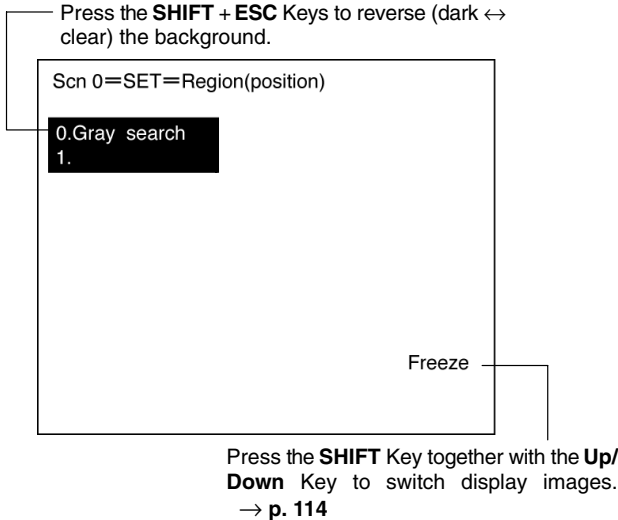 Press the SHIFT + ESC Keys to reverse (dark ↔
clear) the background.
Scn 0=SET=Region(position)
0.Gray search
1.
Freeze
Press the SHIFT Key together with the Up/
Down Key to switch display images.
→ p. 114